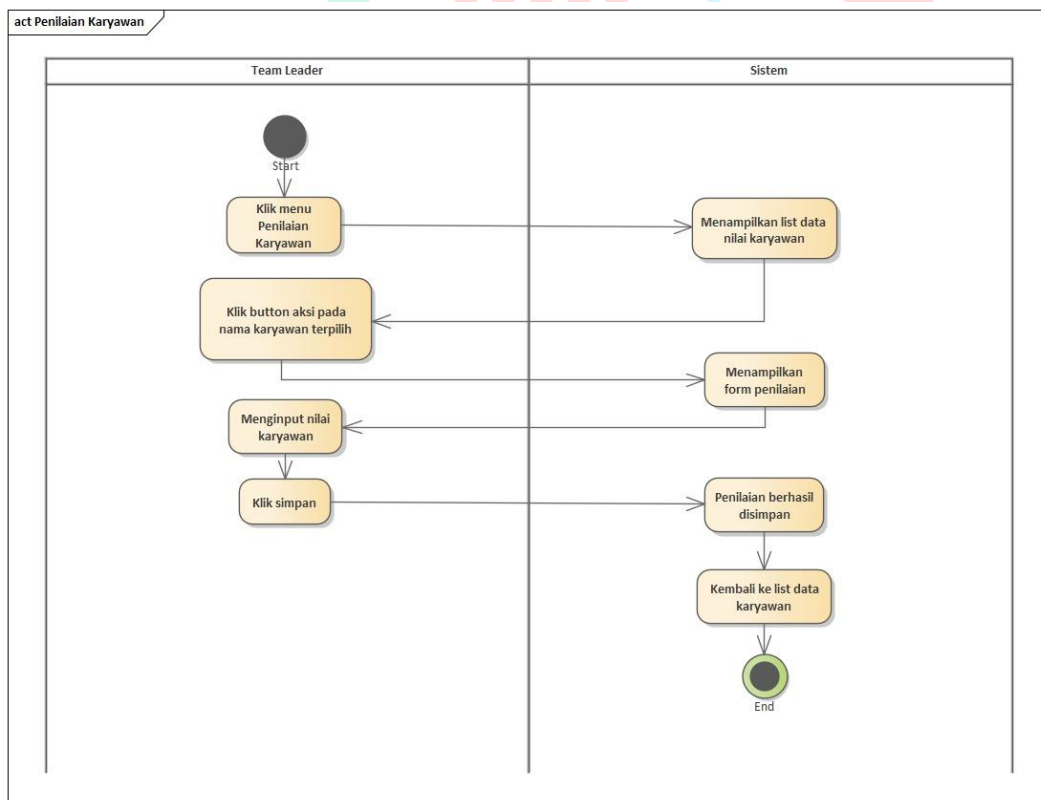 act Penilaian Karyawan
Team Leader
Sistem
Start
Klik menu
Penilaian
Karyawan
Menampilkan list data
nilai karyawan
Klik button aksi pada
nama karyawan terpilih
Menampilkan
form penilaian
Menginput nilai
karyawan
Klik simpan
Penilaian berhasil
disimpan
Kembali ke list data
karyawan
End